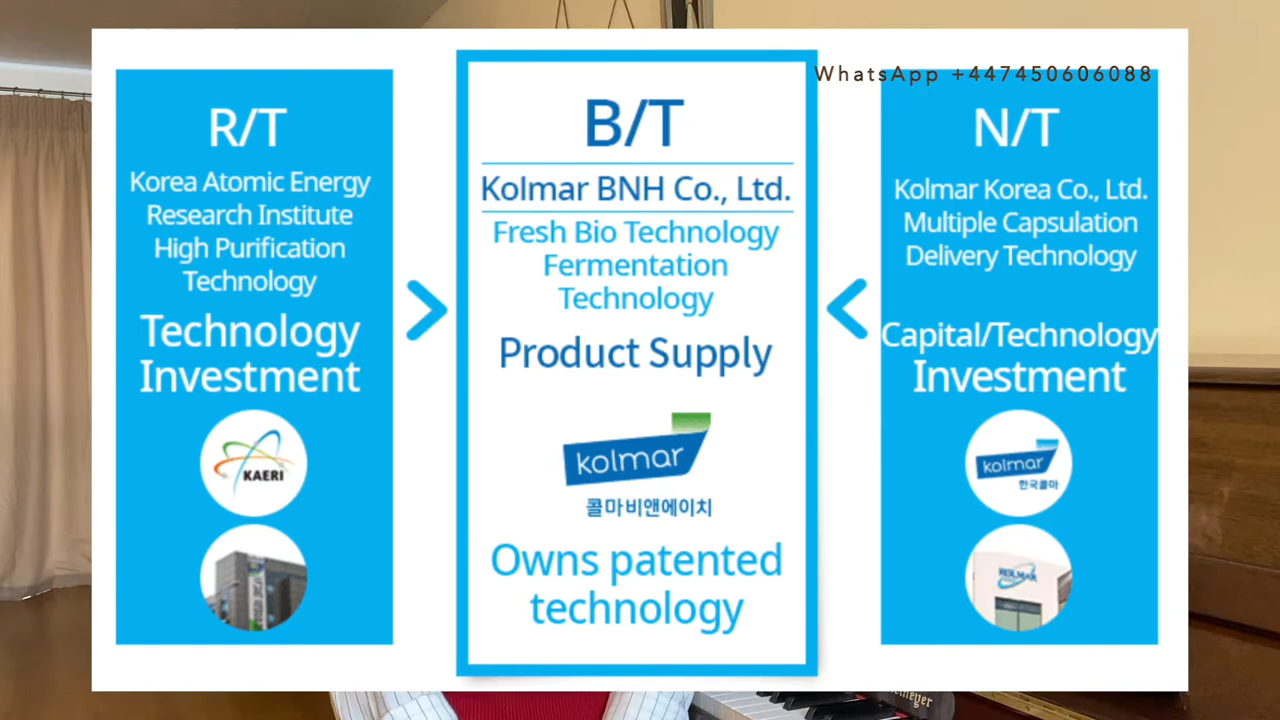 WhatsApp +447450606088
R/T
Korea Atomic Energy
Research Institute
High Purification
Technology
Technology
Investment
KAERI
B/T
Kolmar BNH Co., Ltd.
Fresh Bio Technology
Fermentation
Technology
Product Supply
kolmar
콜마비앤에이치
Owns patented
technology
N/T
Kolmar Korea Co., Ltd.
Multiple Capsulation
Delivery Technology
Capital/Technology
Investment
kolmar
한국콜마
KOLMAR